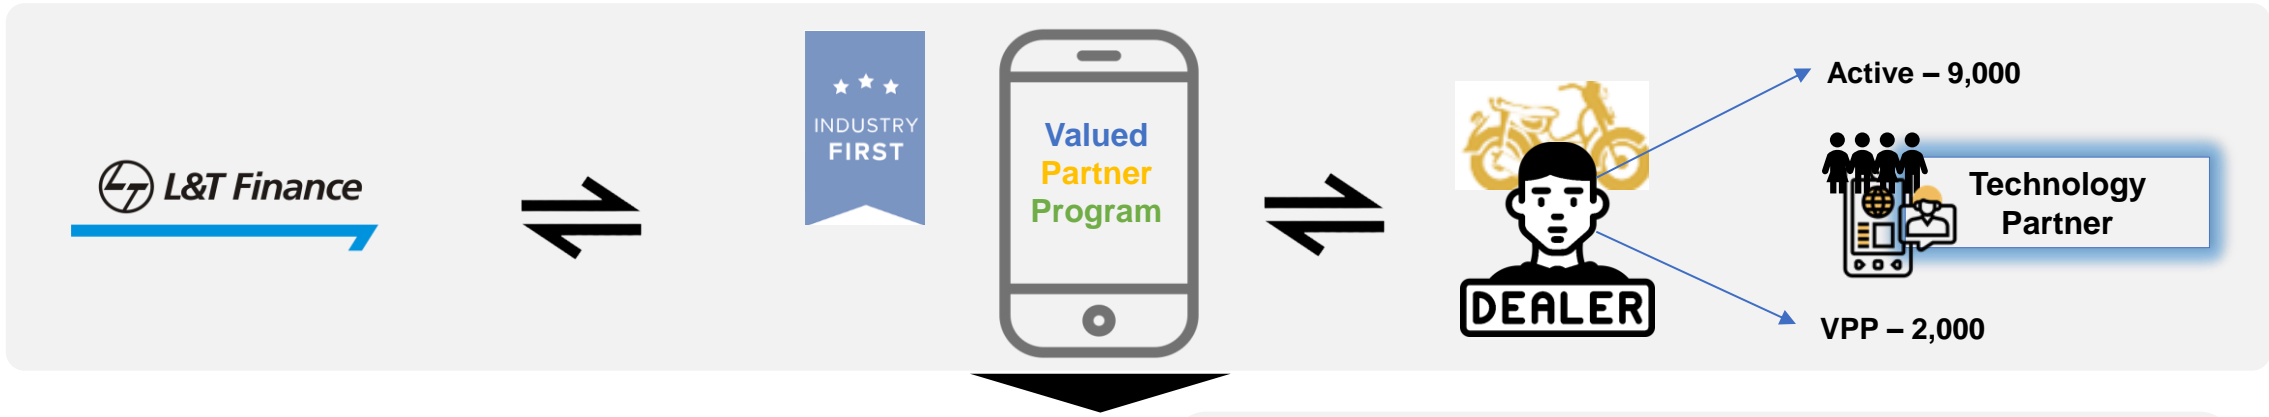 L&T Finance
INDUSTRY
FIRST
Valued
Partner
Program
DEALER
Active – 9,000
Technology
Partner
VPP – 2,000